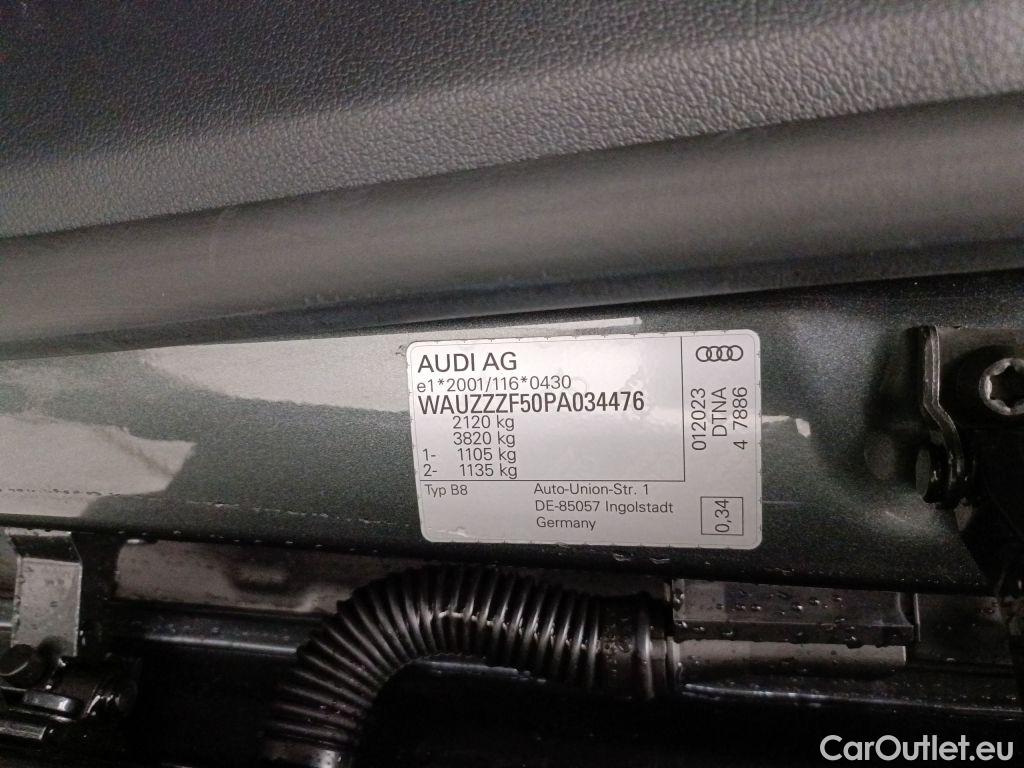 AUDI AG
e1*2001/116*0430
WAUZZZF50PA034476
2120 kg
3820 kg
1- 1105 kg
2- 1135 kg
Typ B8
Auto-Union-Str. 1
DE-85057 Ingolstadt
Germany
012023
DTNA
4 7886
0,34
CarOutlet.eu